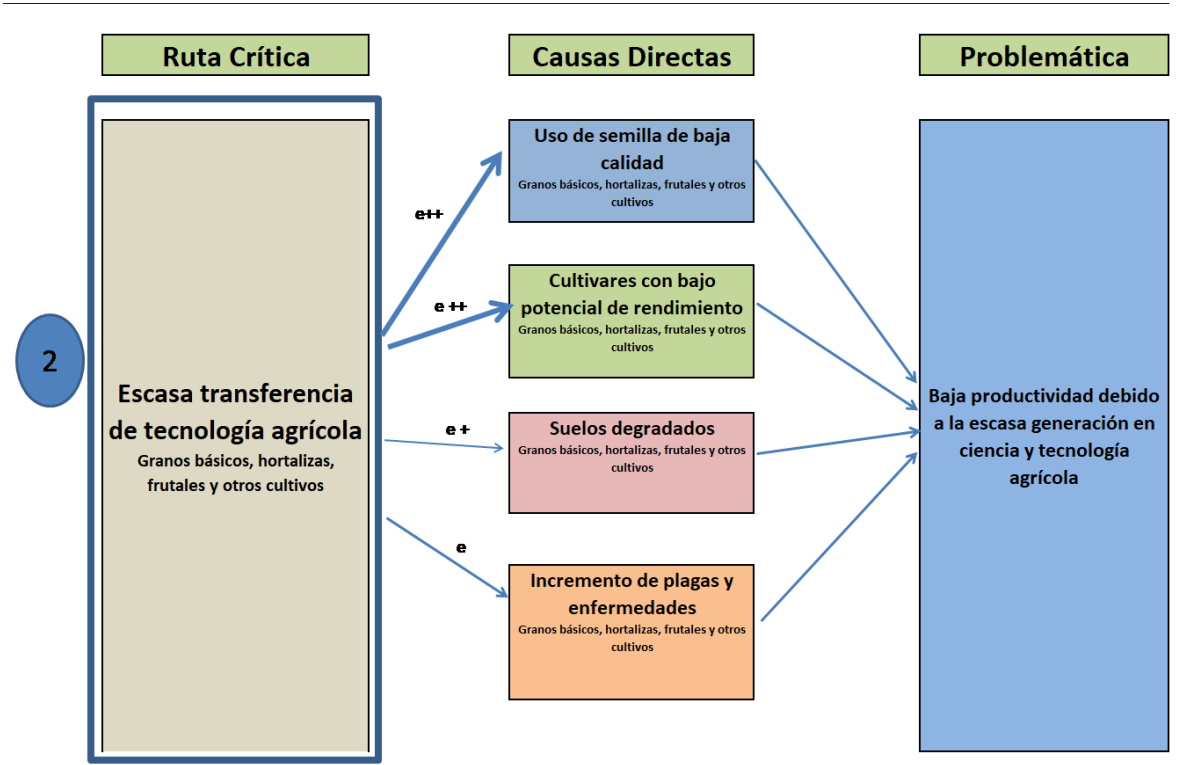 Ruta Crítica
Causas Directas
Problemática
2
Escasa transferencia
de tecnología agrícola
Granos básicos, hortalizas,
frutales y otros cultivos
e++
e ++
e +
e
Uso de semilla de baja
calidad
Granos básicos, hortalizas, frutales y otros
cultivos
Cultivares con bajo
potencial de rendimiento
Granos básicos, hortalizas, frutales y otros
cultivos
Suelos degradados
Granos básicos, hortalizas, frutales y otros
cultivos
Incremento de plagas y
enfermedades
Granos básicos, hortalizas, frutales y otros
cultivos
Baja productividad debido
a la escasa generación en
ciencia y tecnología
agrícola